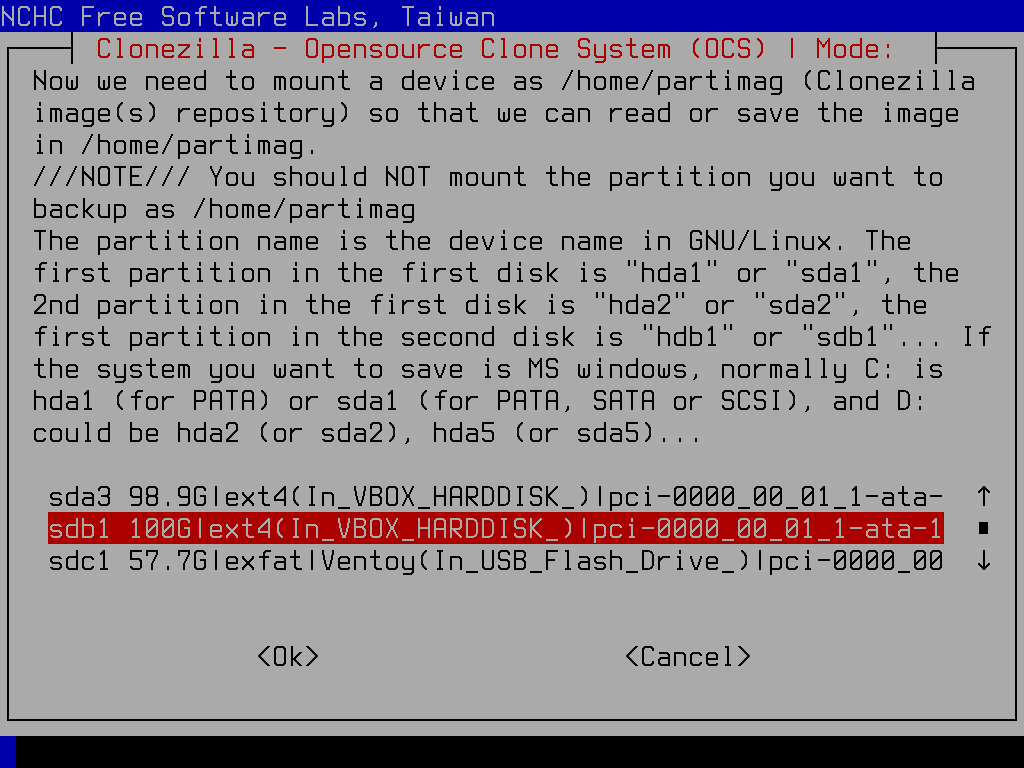 NCHC Free Software Labs, Taiwan
Clonezilla - Opensource Clone System (OCS) | Mode:
Now we need to mount a device as /home/partimag (Clonezilla
image(s) repository) so that we can read or save the image
in /home/partimag.
///NOTE/// You should NOT mount the partition you want to
backup as /home/partimag
The partition name is the device name in GNU/Linux. The
first partition in the first disk is "hda1" or "sda1", the
2nd partition in the first disk is "hda2" or "sda2", the
first partition in the second disk is "hdb1" or "sdb1"... If
the system you want to save is MS windows, normally C: is
hda1 (for PATA) or sda1 (for PATA, SATA or SCSI), and D:
could be hda2 (or sda2), hda5 (or sda5)...
sda3 98.9G|ext4(In_VBOX_HARDDISK_)|pci-0000_00_01_1-ata- ↑
sdb1 100G|ext4(In_VBOX_HARDDISK_)|pci-0000_00_01_1-ata-1
sdc1 57.7G|exfat|Ventoy(In_USB_Flash_Drive_)|pci-0000_00 ↓
<Ok> <Cancel>